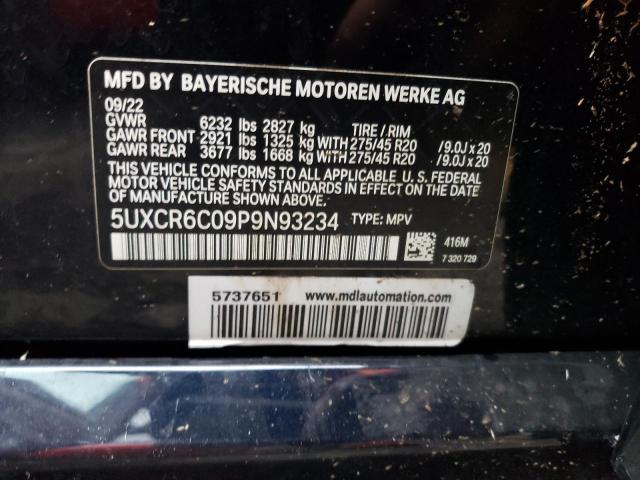 MFD BY BAYERISCHE MOTOREN WERKE AG
09/22
GVWR 6232 lbs 2827 kg TIRE / RIM
GAWR FRONT 2921 lbs 1325 kg WITH 275/45 R20 /9.0J x 20
GAWR REAR 3677 lbs 1668 kg WITH 275/45 R20 /9.0J x 20
THIS VEHICLE CONFORMS TO ALL APPLICABLE U. S. FEDERAL
MOTOR VEHICLE SAFETY STANDARDS IN EFFECT ON THE DATE
OF MANUFACTURE SHOWN ABOVE.
5UXCR6C09P9N93234 TYPE: MPV
416M
7 320 729
5737651 www.mdlautomation.com